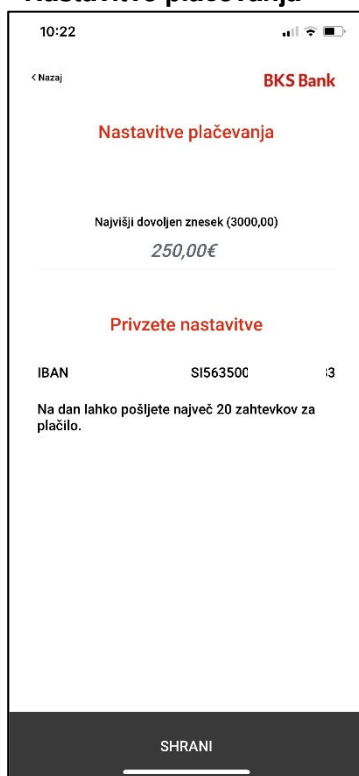 Nastavitve plačevanja
10:22
< Nazaj
BKS Bank
Nastavitve plačevanja
Najvišji dovoljen znesek (3000,00)
250,00€
Privzete nastavitve
IBAN SI563500 33
Na dan lahko pošljete največ 20 zahtevkov za
plačilo.
SHRANI